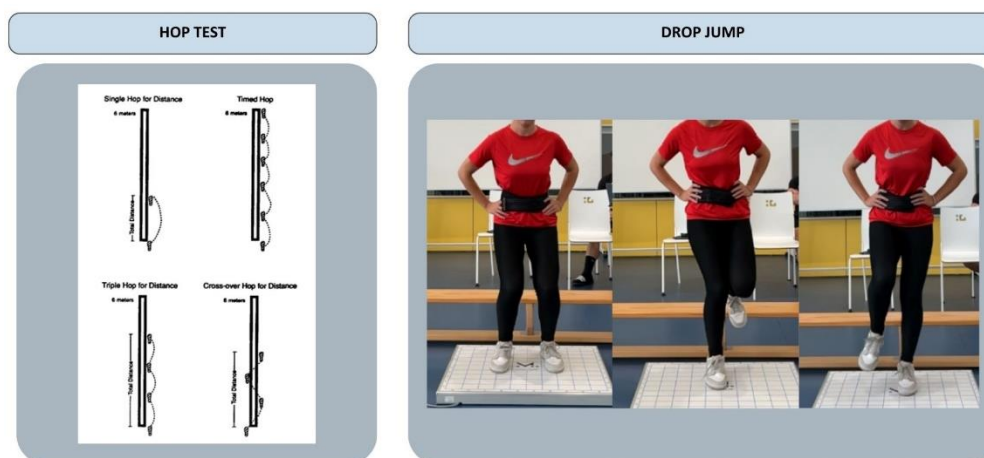 HOP TEST
DROP JUMP
Single Hop for Distance
6 meters
Total Distance
Timed Hop
6 meters
Triple Hop for Distance
6 meters
Total Distance
Cross-over Hop for Distance
6 meters
Total Distance